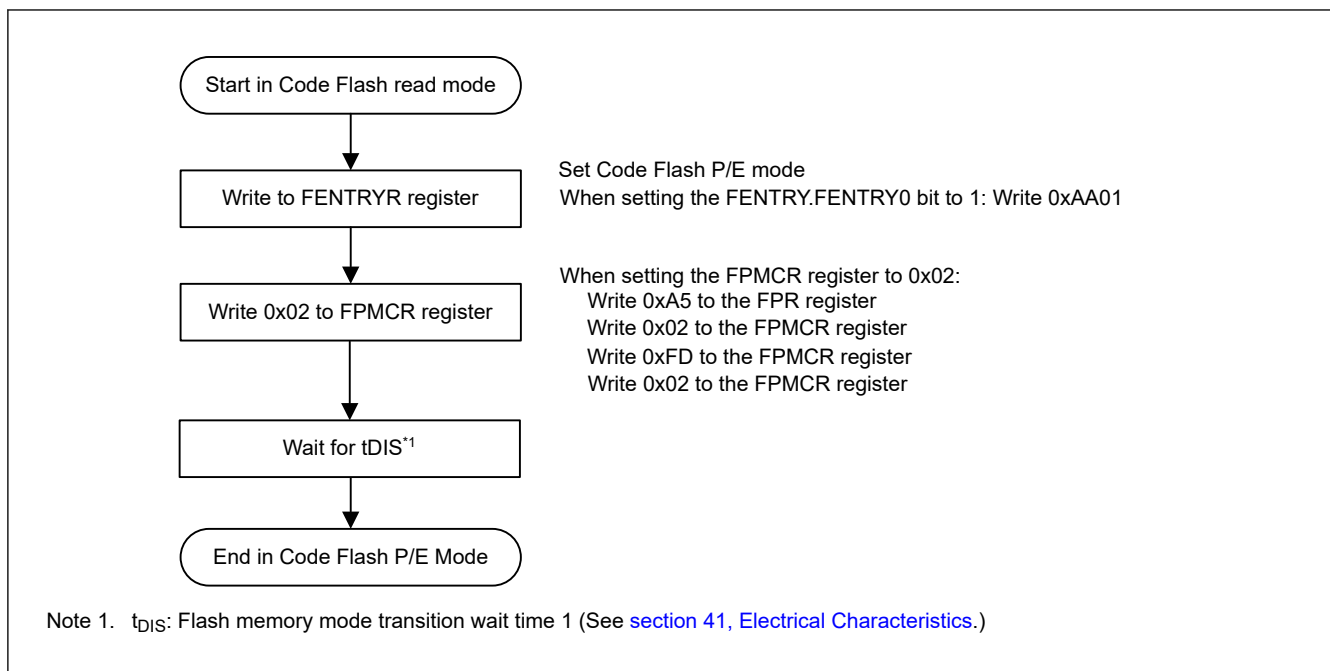 Start in Code Flash read mode
Write to FENTRYR register
Set Code Flash P/E mode
When setting the FENTRY.FENTRY0 bit to 1: Write 0xAA01
Write 0x02 to FPMCR register
When setting the FPMCR register to 0x02:
Write 0xA5 to the FPR register
Write 0x02 to the FPMCR register
Write 0xFD to the FPMCR register
Write 0x02 to the FPMCR register
Wait for tDIS*1
End in Code Flash P/E Mode
Note 1. tDIS: Flash memory mode transition wait time 1 (See section 41, Electrical Characteristics.)